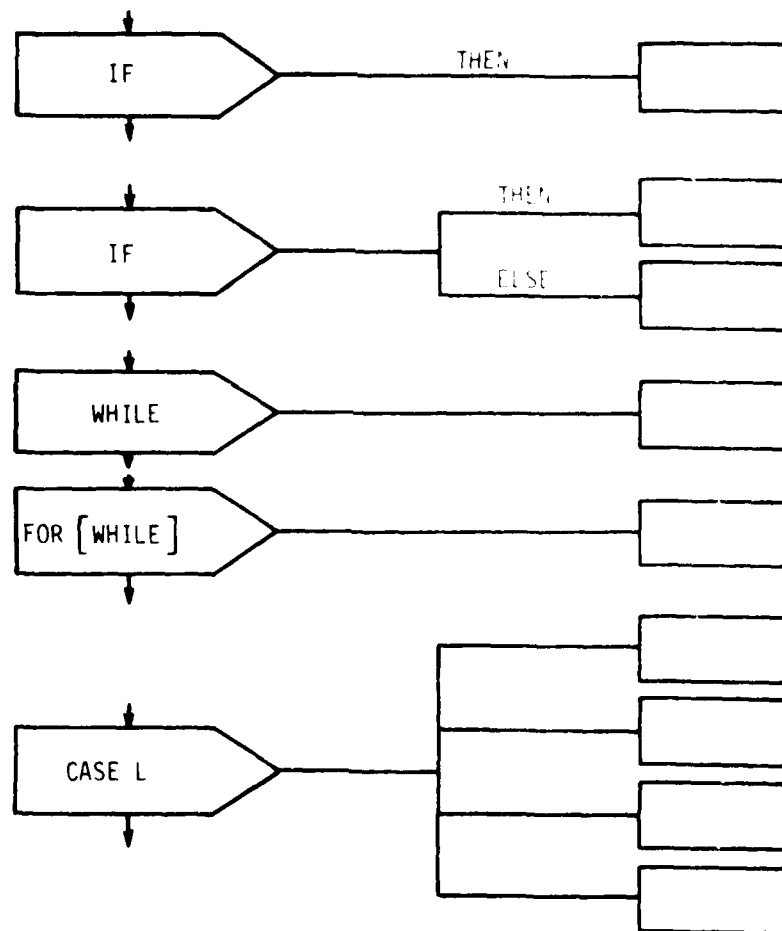 IF
THEN
IF
THEN
ELSE
WHILE
FOR [WHILE]
CASE L